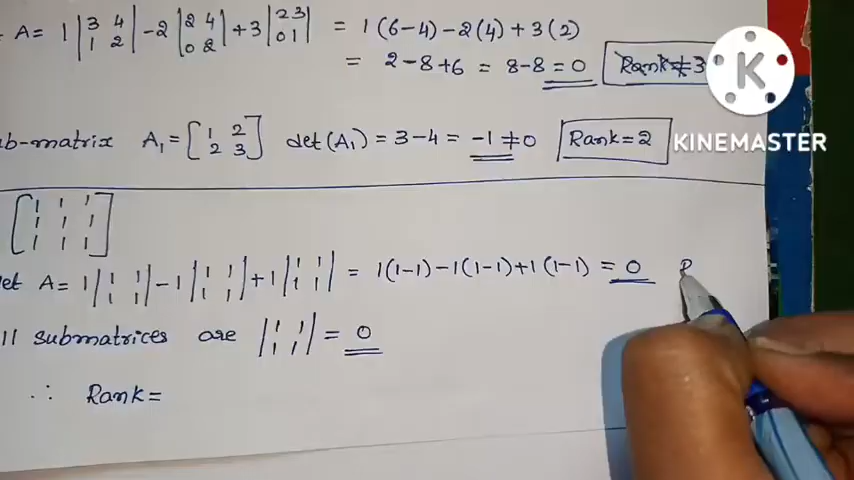 A= 1 |3 4 1 2| -2 |2 4 0 2| +3 |2 3 0 1| = 1(6-4)-2(4)+3(2)
= 2-8+6 = 8-8=0 Rank≠3
ub-matrix A₁= [1 2 2 3] det(A₁)=3-4= -1≠0 Rank=2
KINEMASTER
[1 1 1 1 1 1 1 1 1]
et A= 1 |1 1 1 1| -1 |1 1 1 1| +1 |1 1 1 1| = 1(1-1)-1(1-1)+1(1-1) = 0 R
ll submatrices are |1 1 1 1| = 0
∴ Rank=